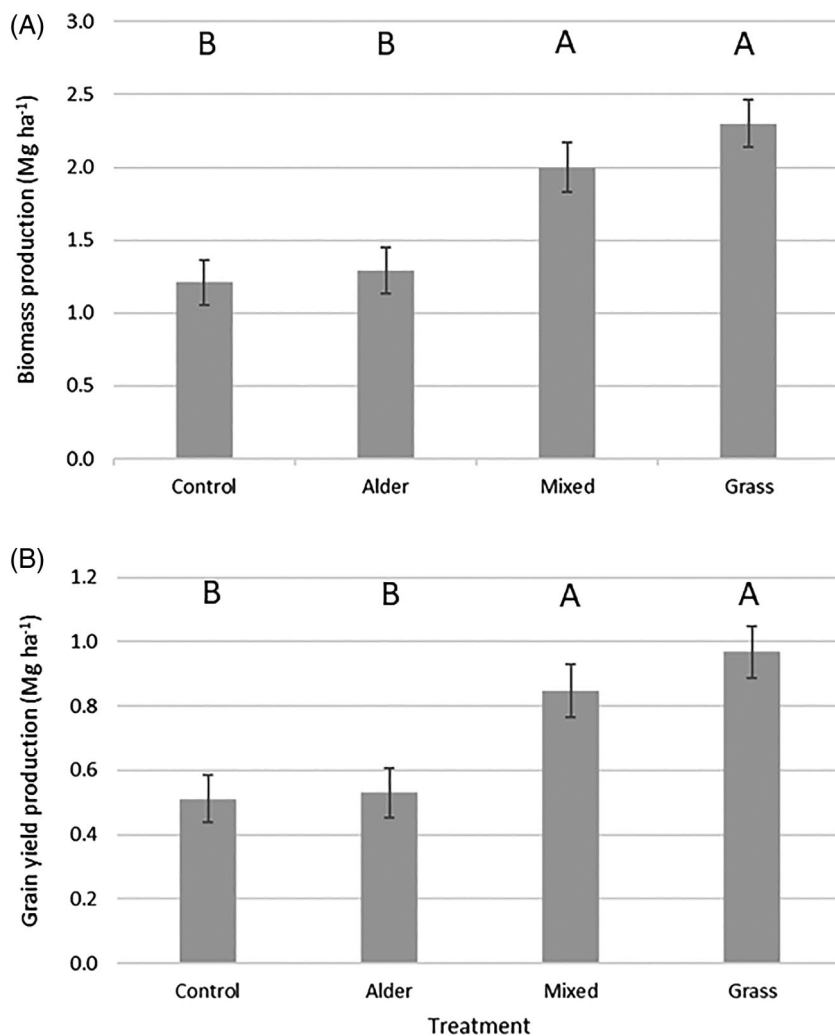 (A)
Biomass production (Mg ha⁻¹)
3.0
2.5
2.0
1.5
1.0
0.5
0.0
B B A A
Control Alder Mixed Grass
(B)
Grain yield production (Mg ha⁻¹)
1.2
1.0
0.8
0.6
0.4
0.2
0.0
B B A A
Control Alder Mixed Grass
Treatment